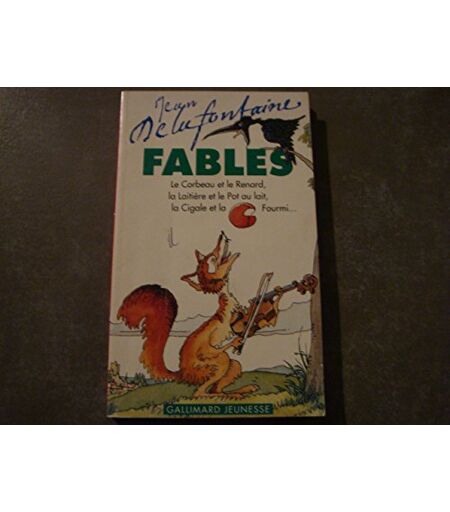 Jean
De la fontaine
FABLES
Le Corbeau et le Renard,
la Laitière et le Pot au lait,
la Cigale et la Fourmi...
GALLIMARD JEUNESSE